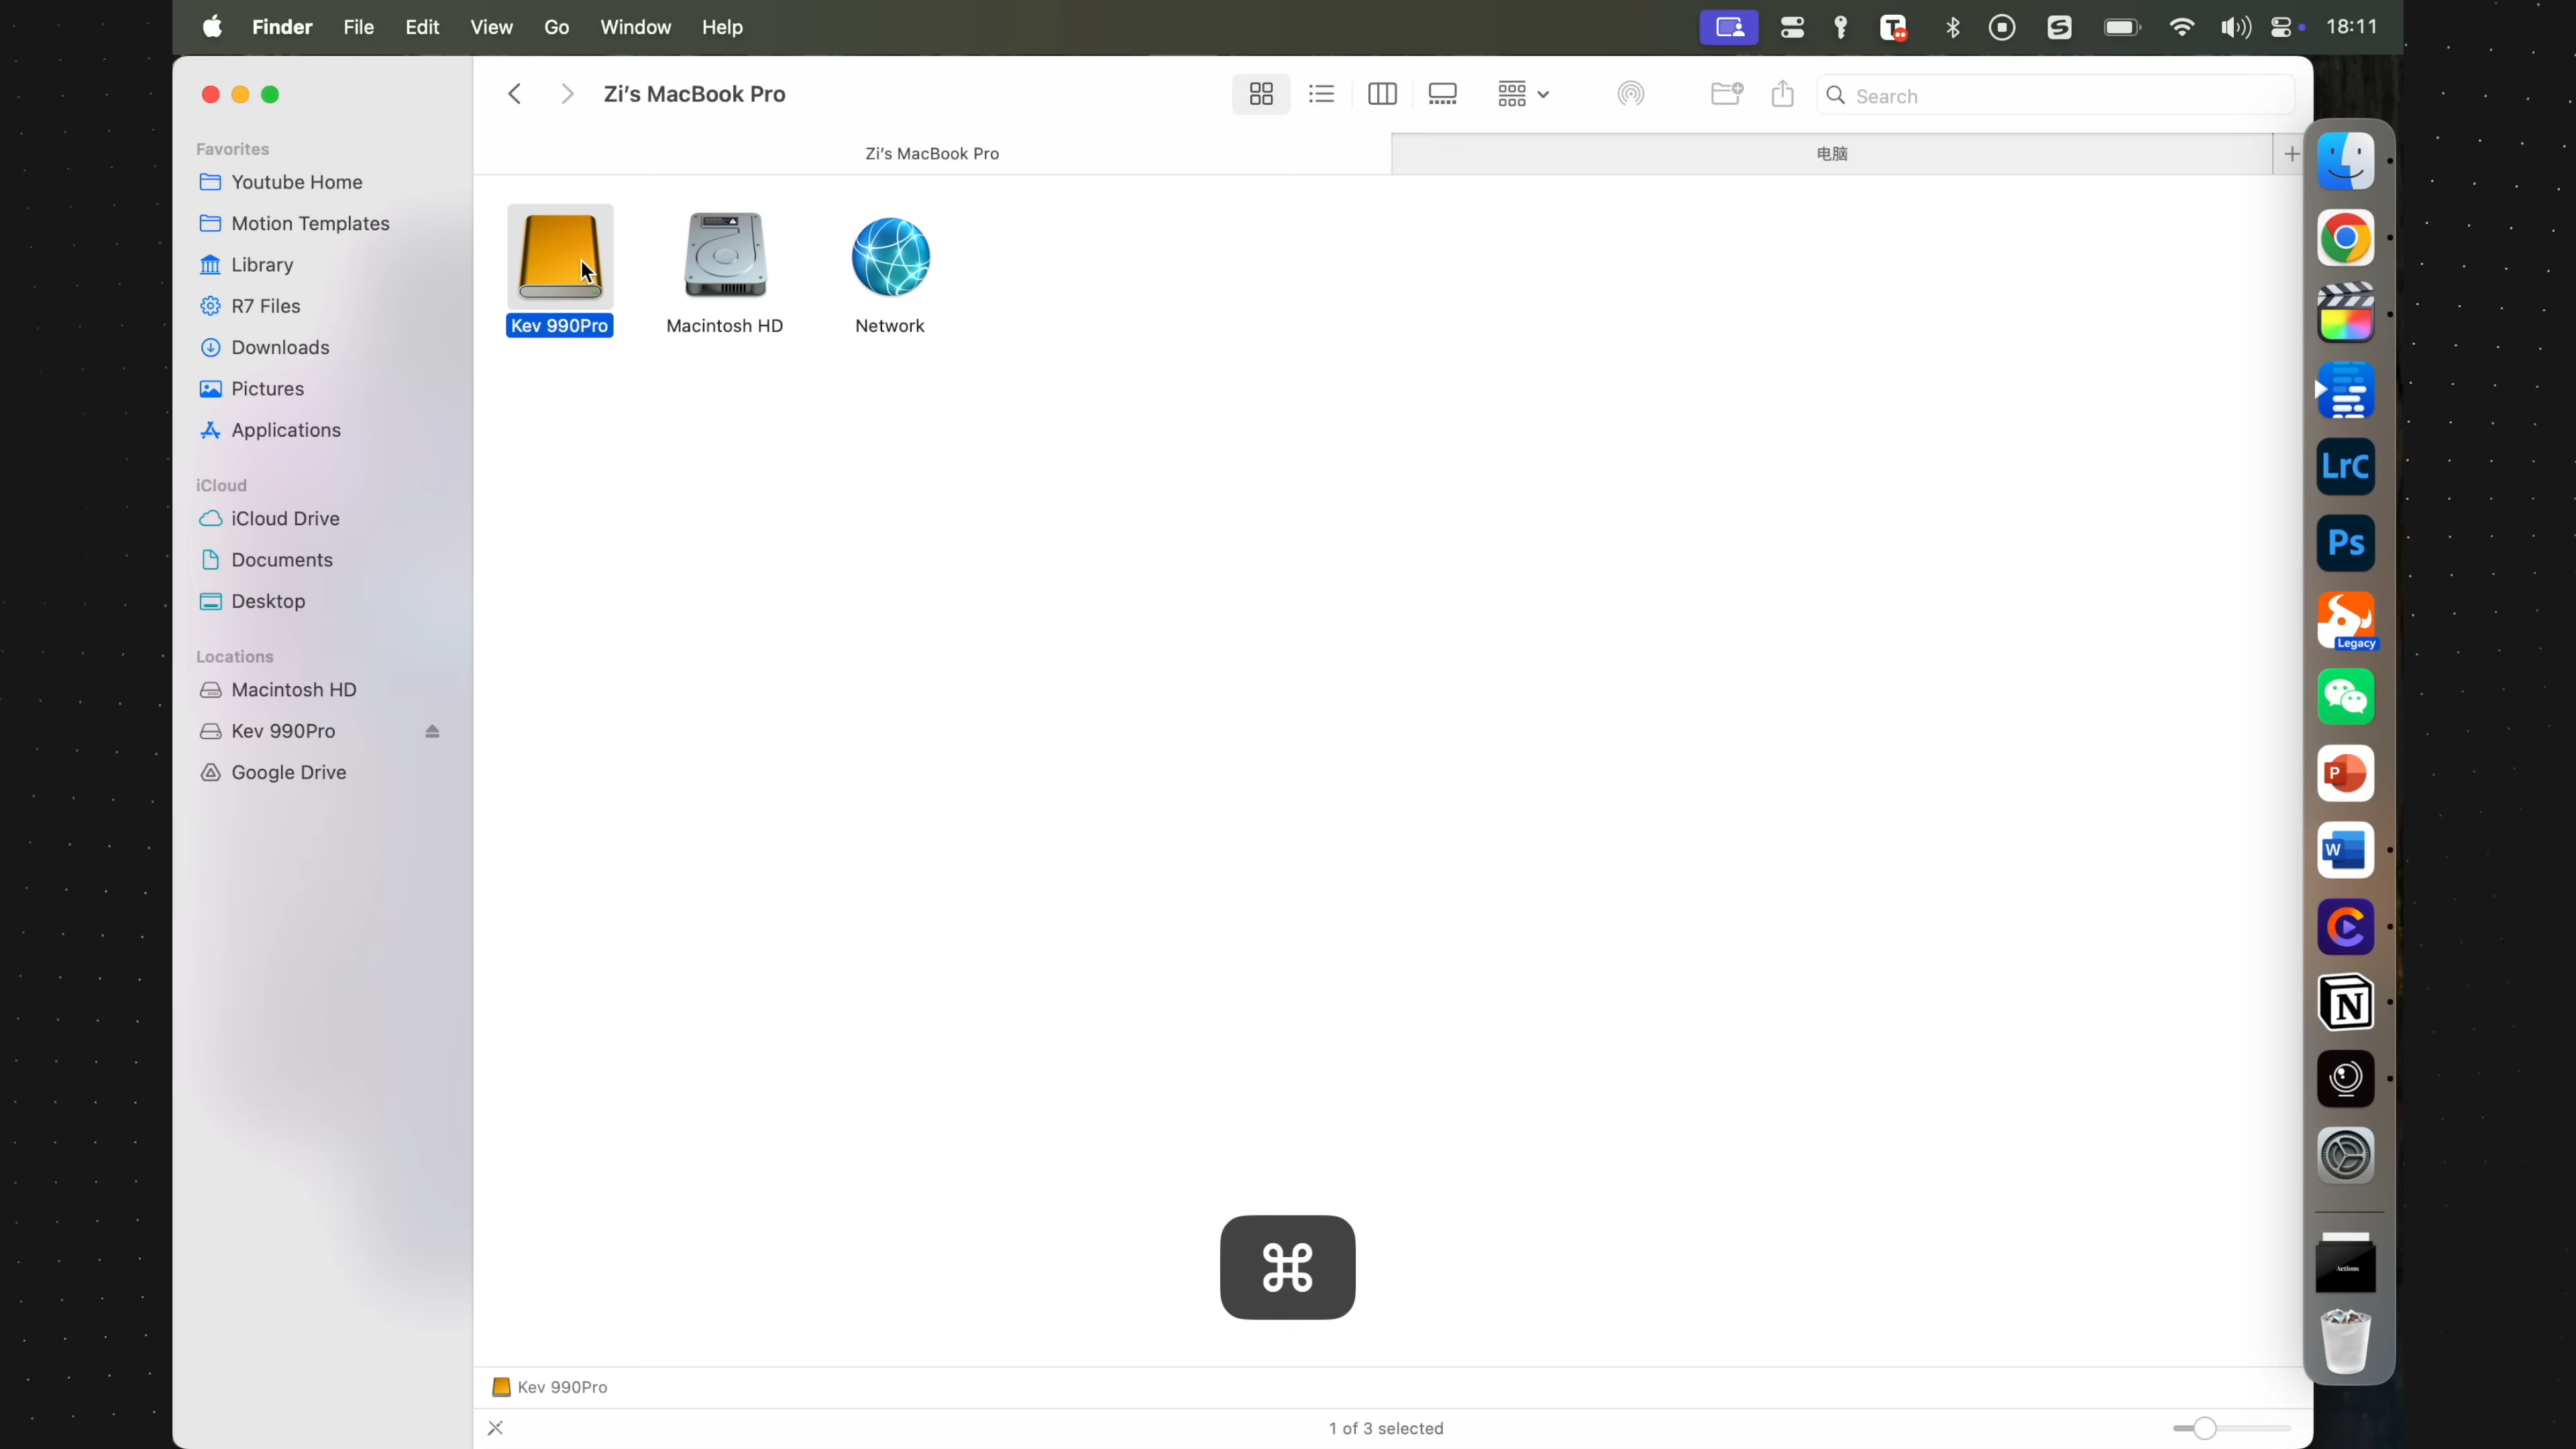 Finder File Edit View Go Window Help 18:11
Zi's MacBook Pro
Search
Zi's MacBook Pro
电脑
Favorites
Youtube Home
Motion Templates
Library
R7 Files
Downloads
Pictures
Applications
iCloud
iCloud Drive
Documents
Desktop
Locations
Macintosh HD
Kev 990Pro
Google Drive
Kev 990Pro
Macintosh HD
Network
LrC
Ps
Legacy
P
W
N
Actions
⌘
Kev 990Pro
1 of 3 selected